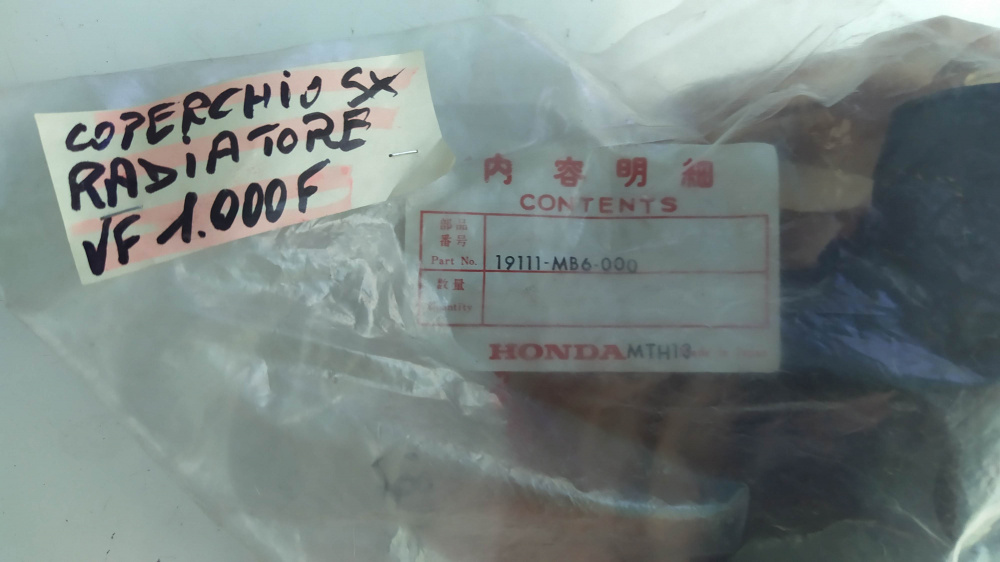 COPERCHIO SX
RADIATORE
VF 1.000 F
内容明細
CONTENTS
部品
番号
Part No. 19111-MB6-000
数量
Quantity
HONDA MTH13